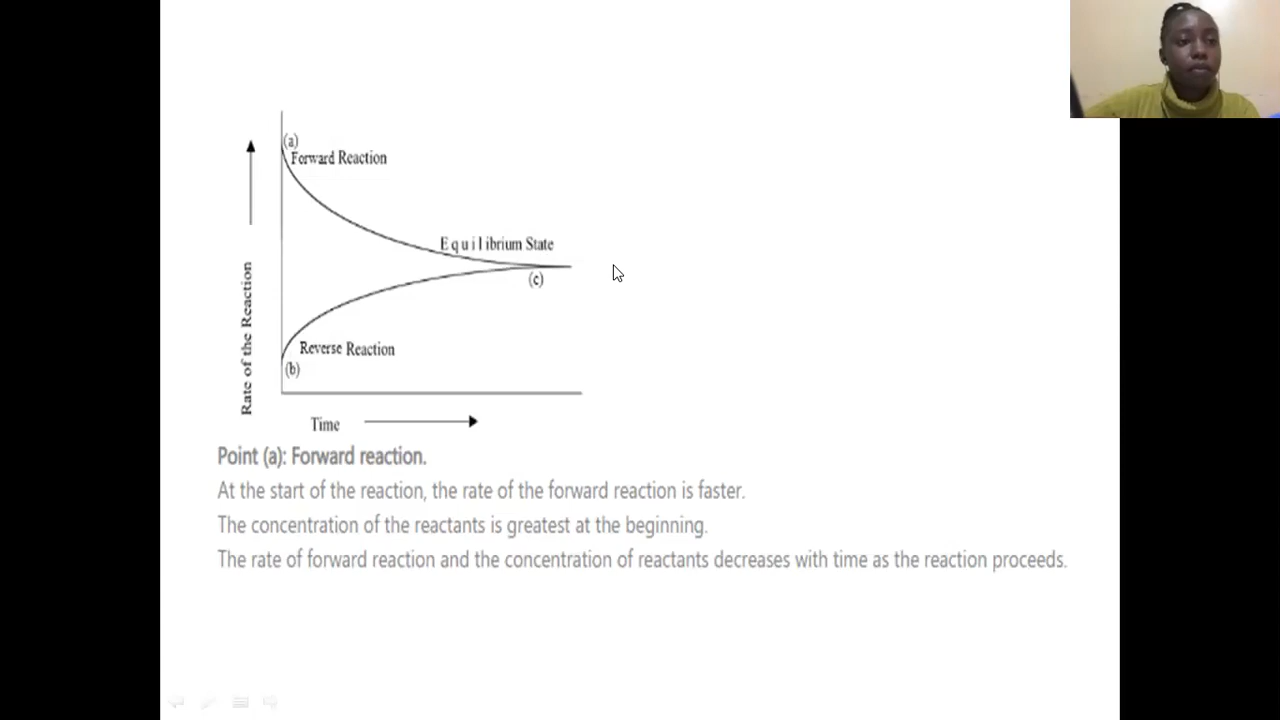 (a)
Forward Reaction
Equilibrium State
(c)
Rate of the Reaction
Reverse Reaction
(b)
Time
Point (a): Forward reaction.
At the start of the reaction, the rate of the forward reaction is faster.
The concentration of the reactants is greatest at the beginning.
The rate of forward reaction and the concentration of reactants decreases with time as the reaction proceeds.